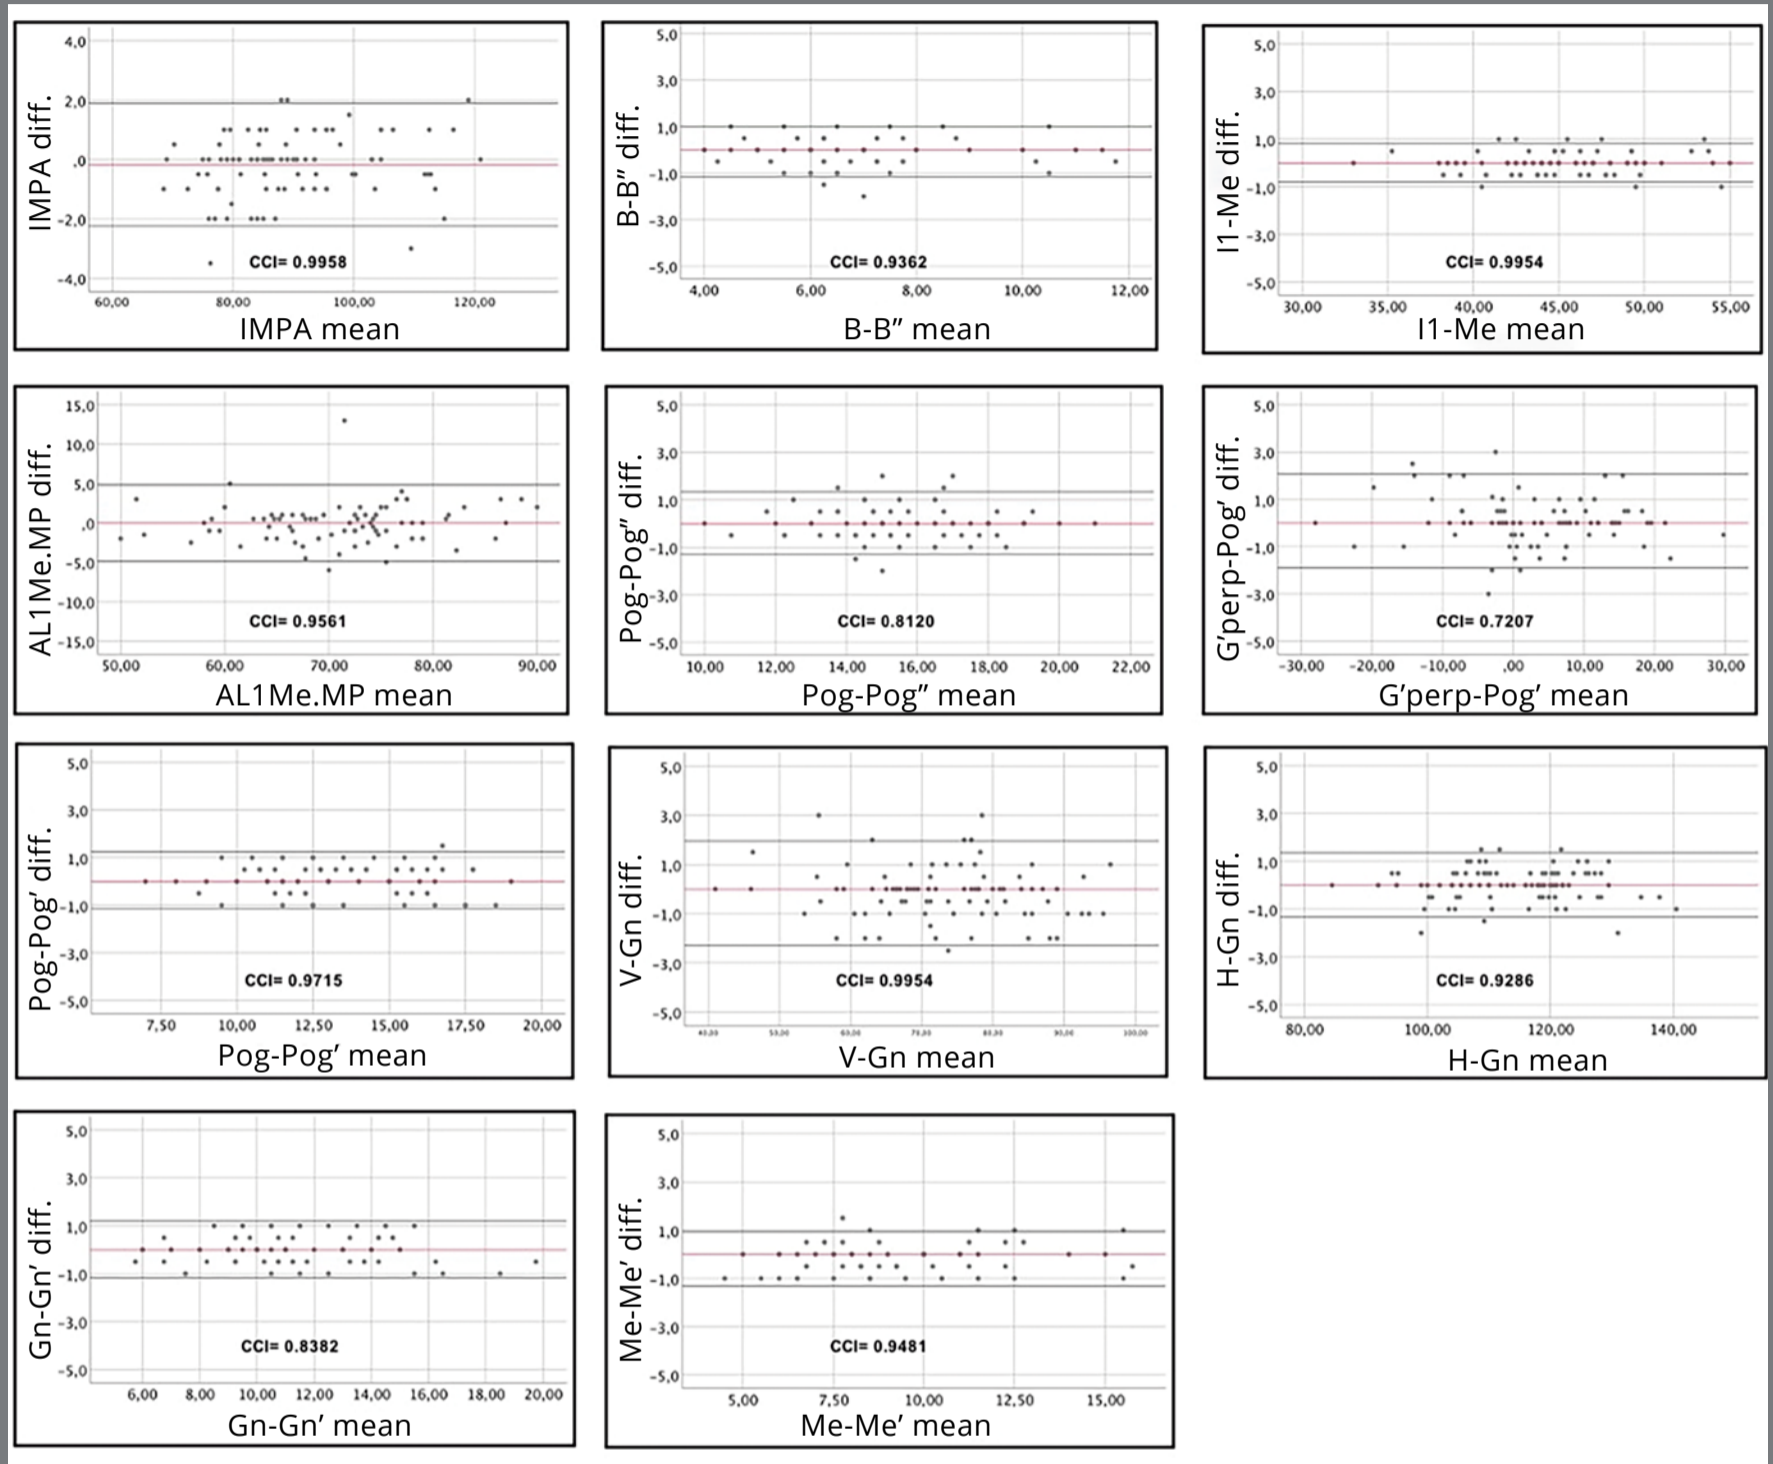 IMPA diff.
4,0
2,0
,0
-2,0
-4,0
CCI= 0.9958
60,00 80,00 100,00 120,00
IMPA mean
B-B” diff.
5,0
3,0
1,0
-1,0
-3,0
-5,0
CCI= 0.9362
4,00 6,00 8,00 10,00 12,00
B-B” mean
I1-Me diff.
5,0
3,0
1,0
-1,0
-3,0
-5,0
CCI= 0.9954
30,00 35,00 40,00 45,00 50,00 55,00
I1-Me mean
AL1Me.MP diff.
15,0
10,0
5,0
,0
-5,0
-10,0
-15,0
CCI= 0.9561
50,00 60,00 70,00 80,00 90,00
AL1Me.MP mean
Pog-Pog” diff.
5,0
3,0
1,0
-1,0
-3,0
-5,0
CCI= 0.8120
10,00 12,00 14,00 16,00 18,00 20,00 22,00
Pog-Pog” mean
G’perp-Pog’ diff.
5,0
3,0
1,0
-1,0
-3,0
-5,0
CCI= 0.7207
-30,00 -20,00 -10,00 ,00 10,00 20,00 30,00
G’perp-Pog’ mean
Pog-Pog’ diff.
5,0
3,0
1,0
-1,0
-3,0
-5,0
CCI= 0.9715
7,50 10,00 12,50 15,00 17,50 20,00
Pog-Pog’ mean
V-Gn diff.
5,0
3,0
1,0
-1,0
-3,0
-5,0
CCI= 0.9954
40,00 50,00 60,00 70,00 80,00 90,00 100,00
V-Gn mean
H-Gn diff.
5,0
3,0
1,0
-1,0
-3,0
-5,0
CCI= 0.9286
80,00 100,00 120,00 140,00
H-Gn mean
Gn-Gn’ diff.
5,0
3,0
1,0
-1,0
-3,0
-5,0
CCI= 0.8382
6,00 8,00 10,00 12,00 14,00 16,00 18,00 20,00
Gn-Gn’ mean
Me-Me’ diff.
5,0
3,0
1,0
-1,0
-3,0
-5,0
CCI= 0.9481
5,00 7,50 10,00 12,50 15,00
Me-Me’ mean